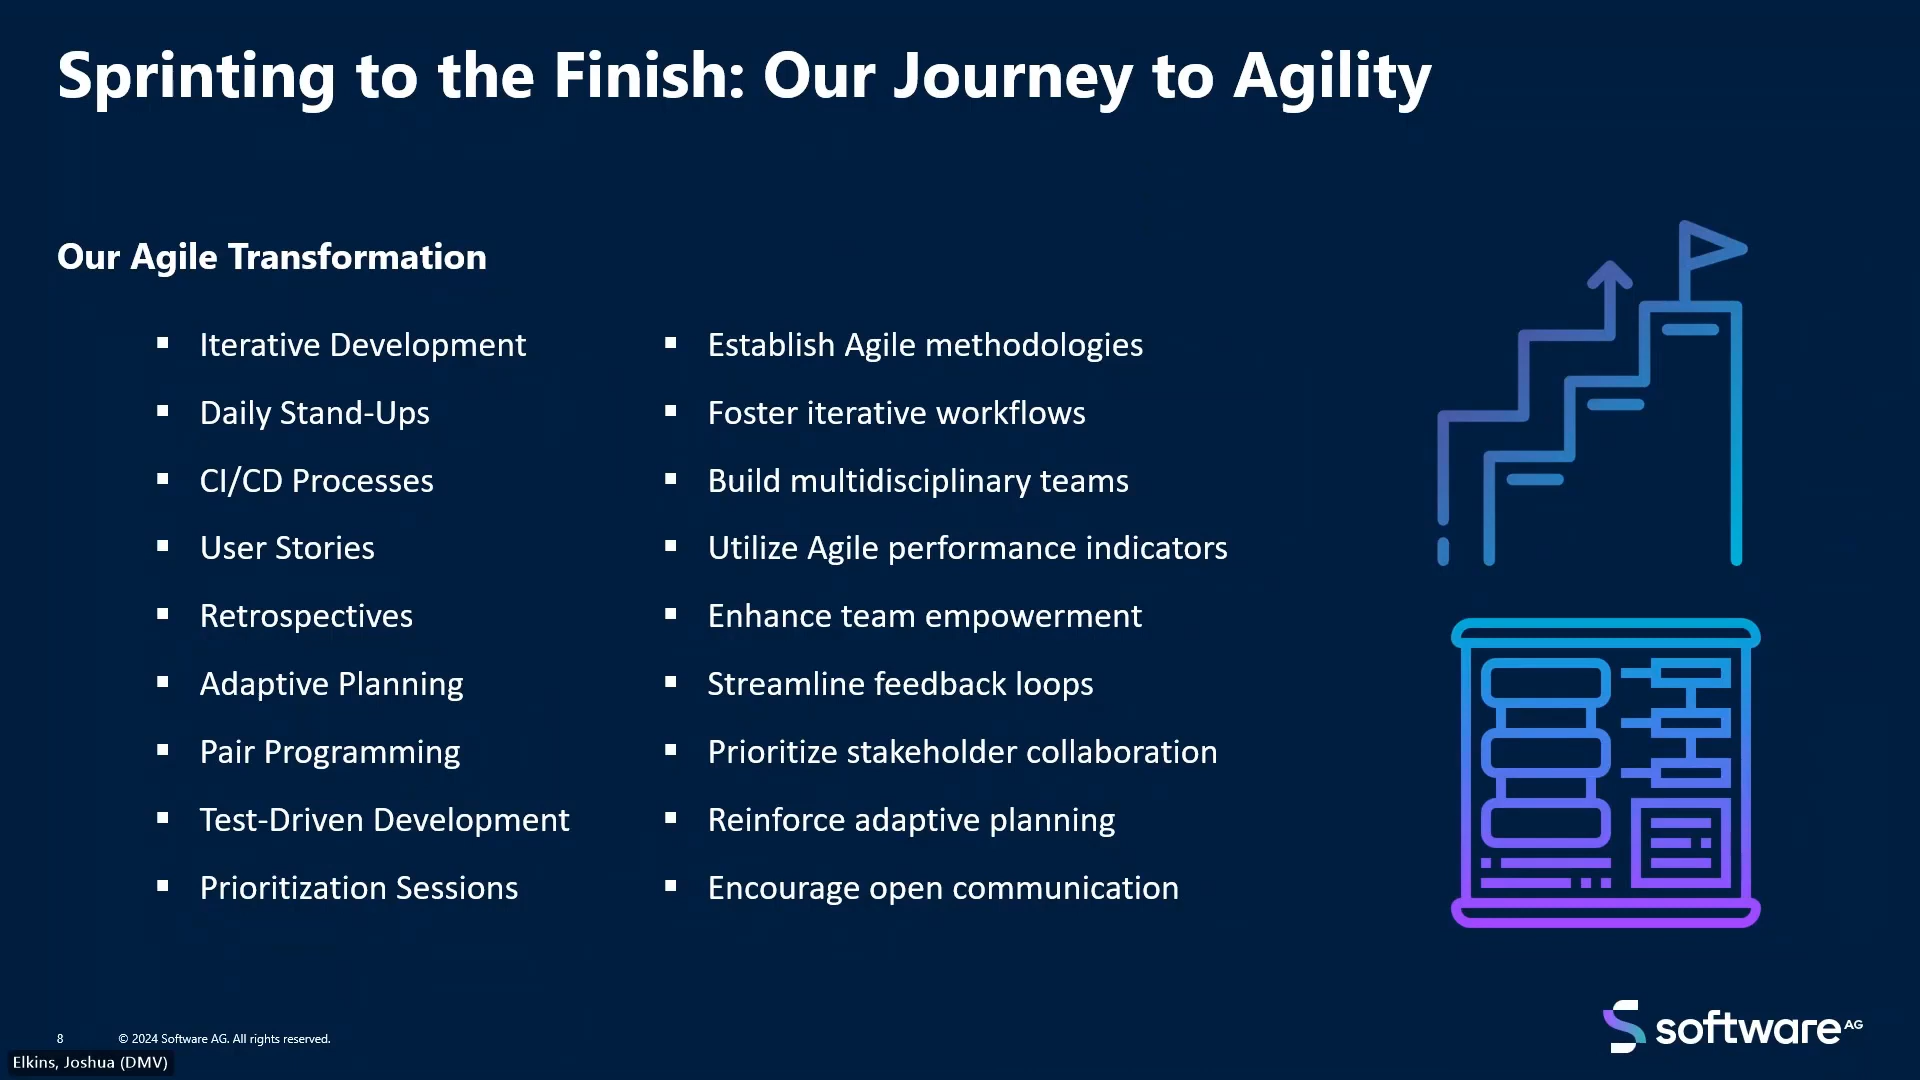 Sprinting to the Finish: Our Journey to Agility
Our Agile Transformation
Iterative Development
Daily Stand-Ups
CI/CD Processes
User Stories
Retrospectives
Adaptive Planning
Pair Programming
Test-Driven Development
Prioritization Sessions
Establish Agile methodologies
Foster iterative workflows
Build multidisciplinary teams
Utilize Agile performance indicators
Enhance team empowerment
Streamline feedback loops
Prioritize stakeholder collaboration
Reinforce adaptive planning
Encourage open communication
8 © 2024 Software AG. All rights reserved.
software AG
Elkins, Joshua (DMV)